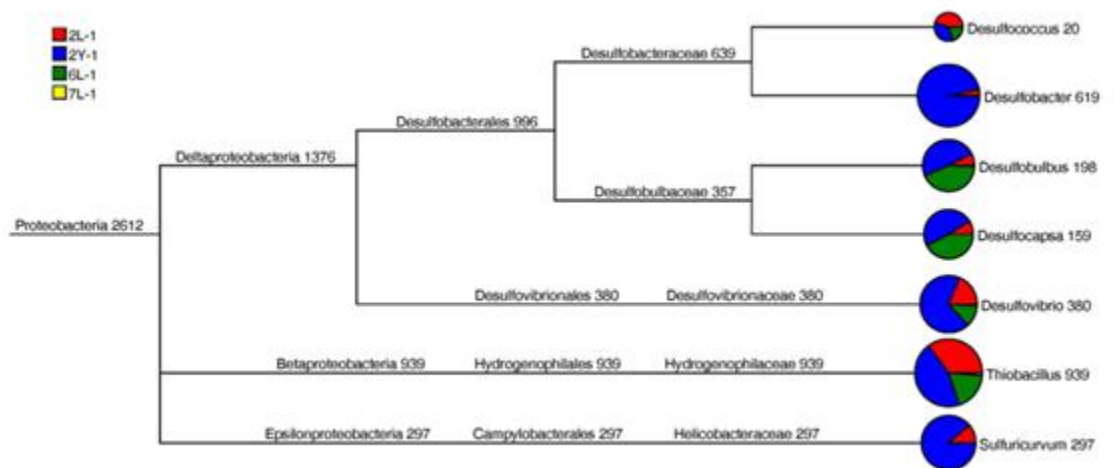 2L-1
2Y-1
6L-1
7L-1
Desulfococcus 20
Desulfobacteraceae 639
Desulfobacter 619
Desulfobacterales 996
Deltaproteobacteria 1376
Desulfobulbus 198
Desulfobulbaceae 357
Proteobacteria 2612
Desulfocapsa 159
Desulfovibrionales 380 Desulfovibrionaceae 380 Desulfovibrio 380
Betaproteobacteria 939 Hydrogenophilales 939 Hydrogenophilaceae 939 Thiobacillus 939
Epsilonproteobacteria 297 Campylobacterales 297 Helicobacteraceae 297 Sulfuricurvum 297